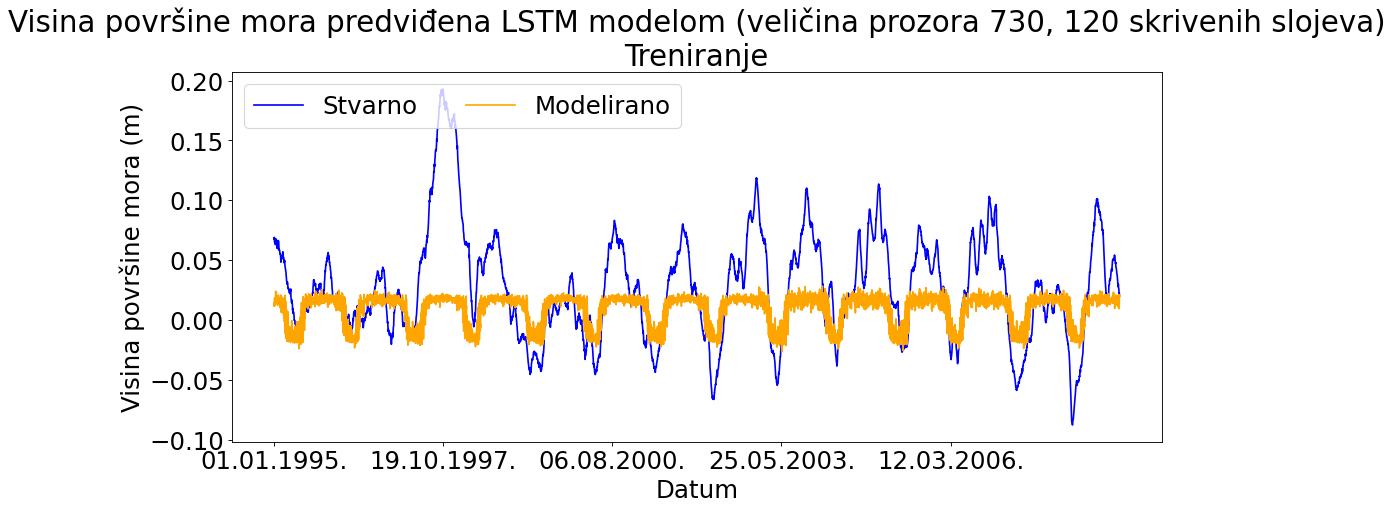 Visina površine mora predviđena LSTM modelom (veličina prozora 730, 120 skrivenih slojeva)
Treniranje
Stvarno Modelirano
Visina površine mora (m)
0.20
0.15
0.10
0.05
0.00
−0.05
−0.10
01.01.1995. 19.10.1997. 06.08.2000. 25.05.2003. 12.03.2006.
Datum